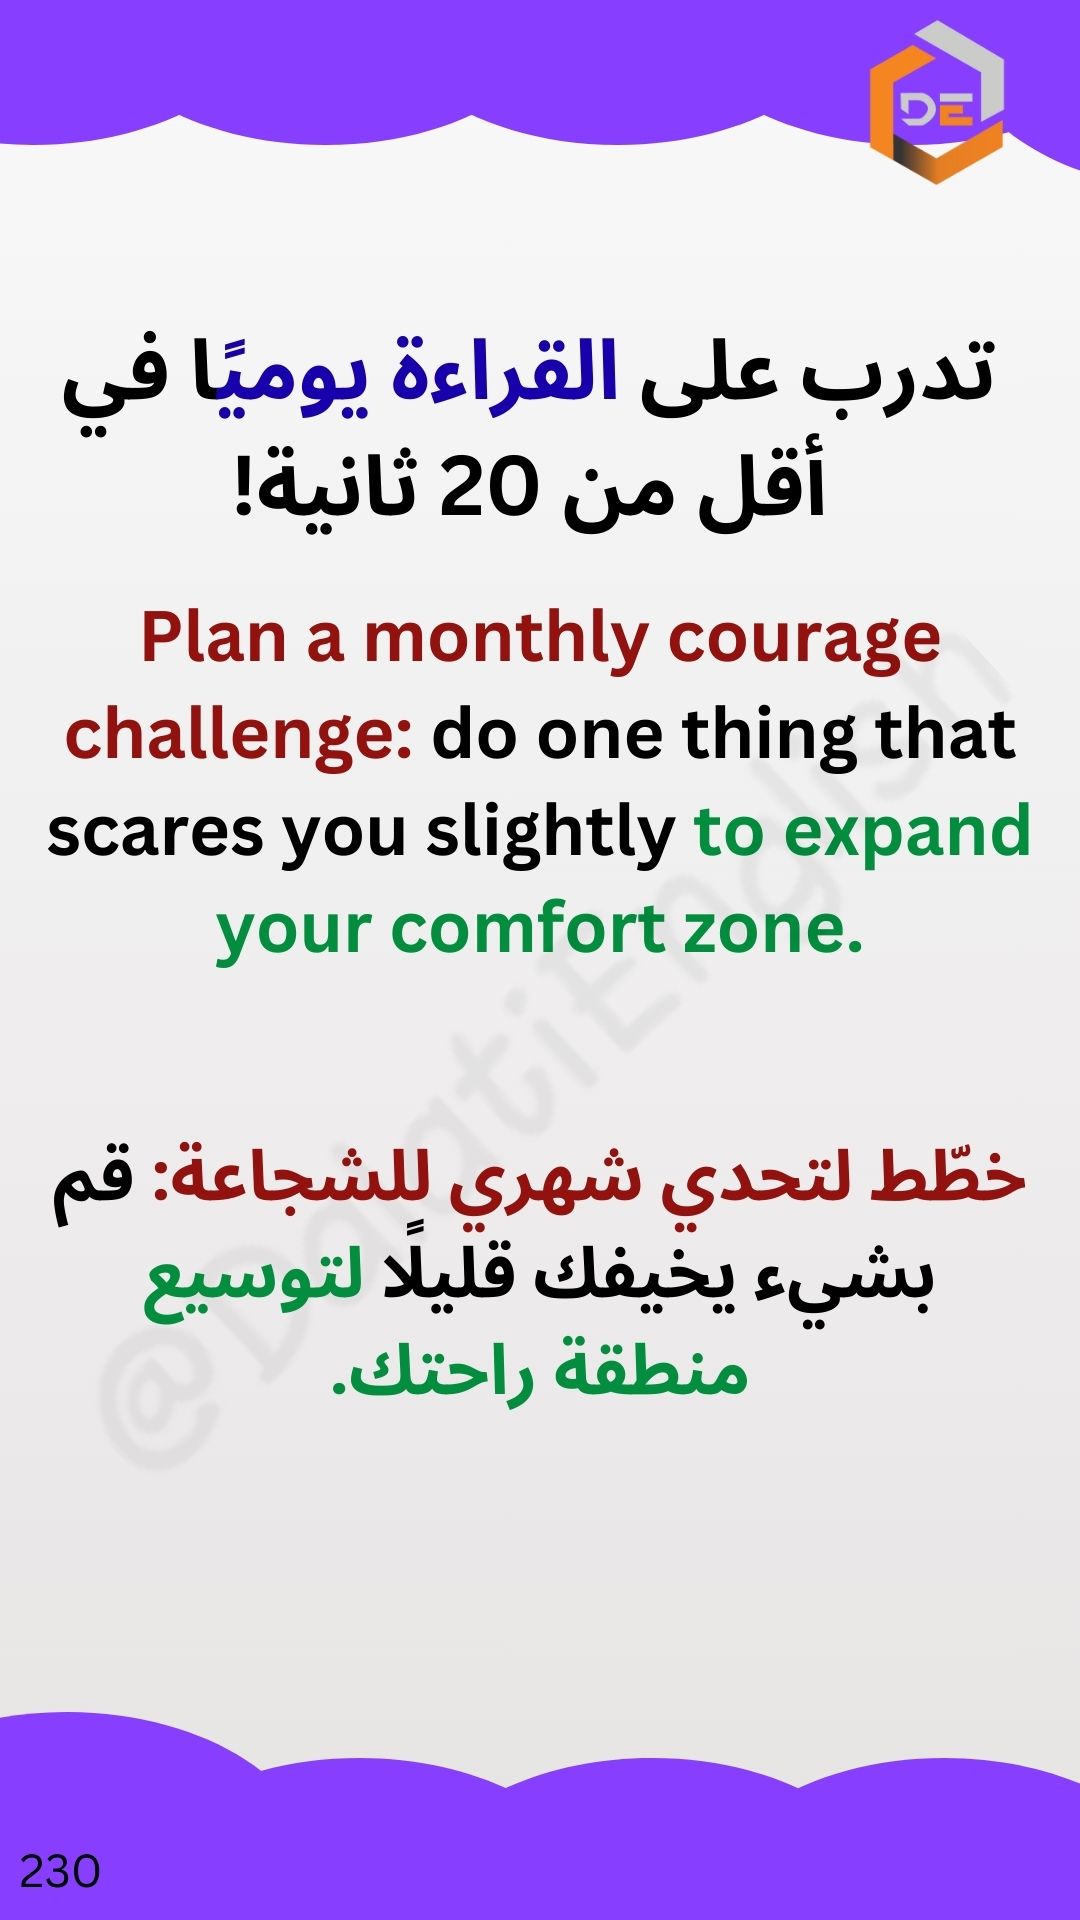 DE
تدرب على القراءة يوميًا في
أقل من 20 ثانية!
Plan a monthly courage
challenge: do one thing that
scares you slightly to expand
your comfort zone.
خطّط لتحدي شهري للشجاعة: قم
بشيء يخيفك قليلًا لتوسيع
منطقة راحتك.
@DaiatiEnglish
230